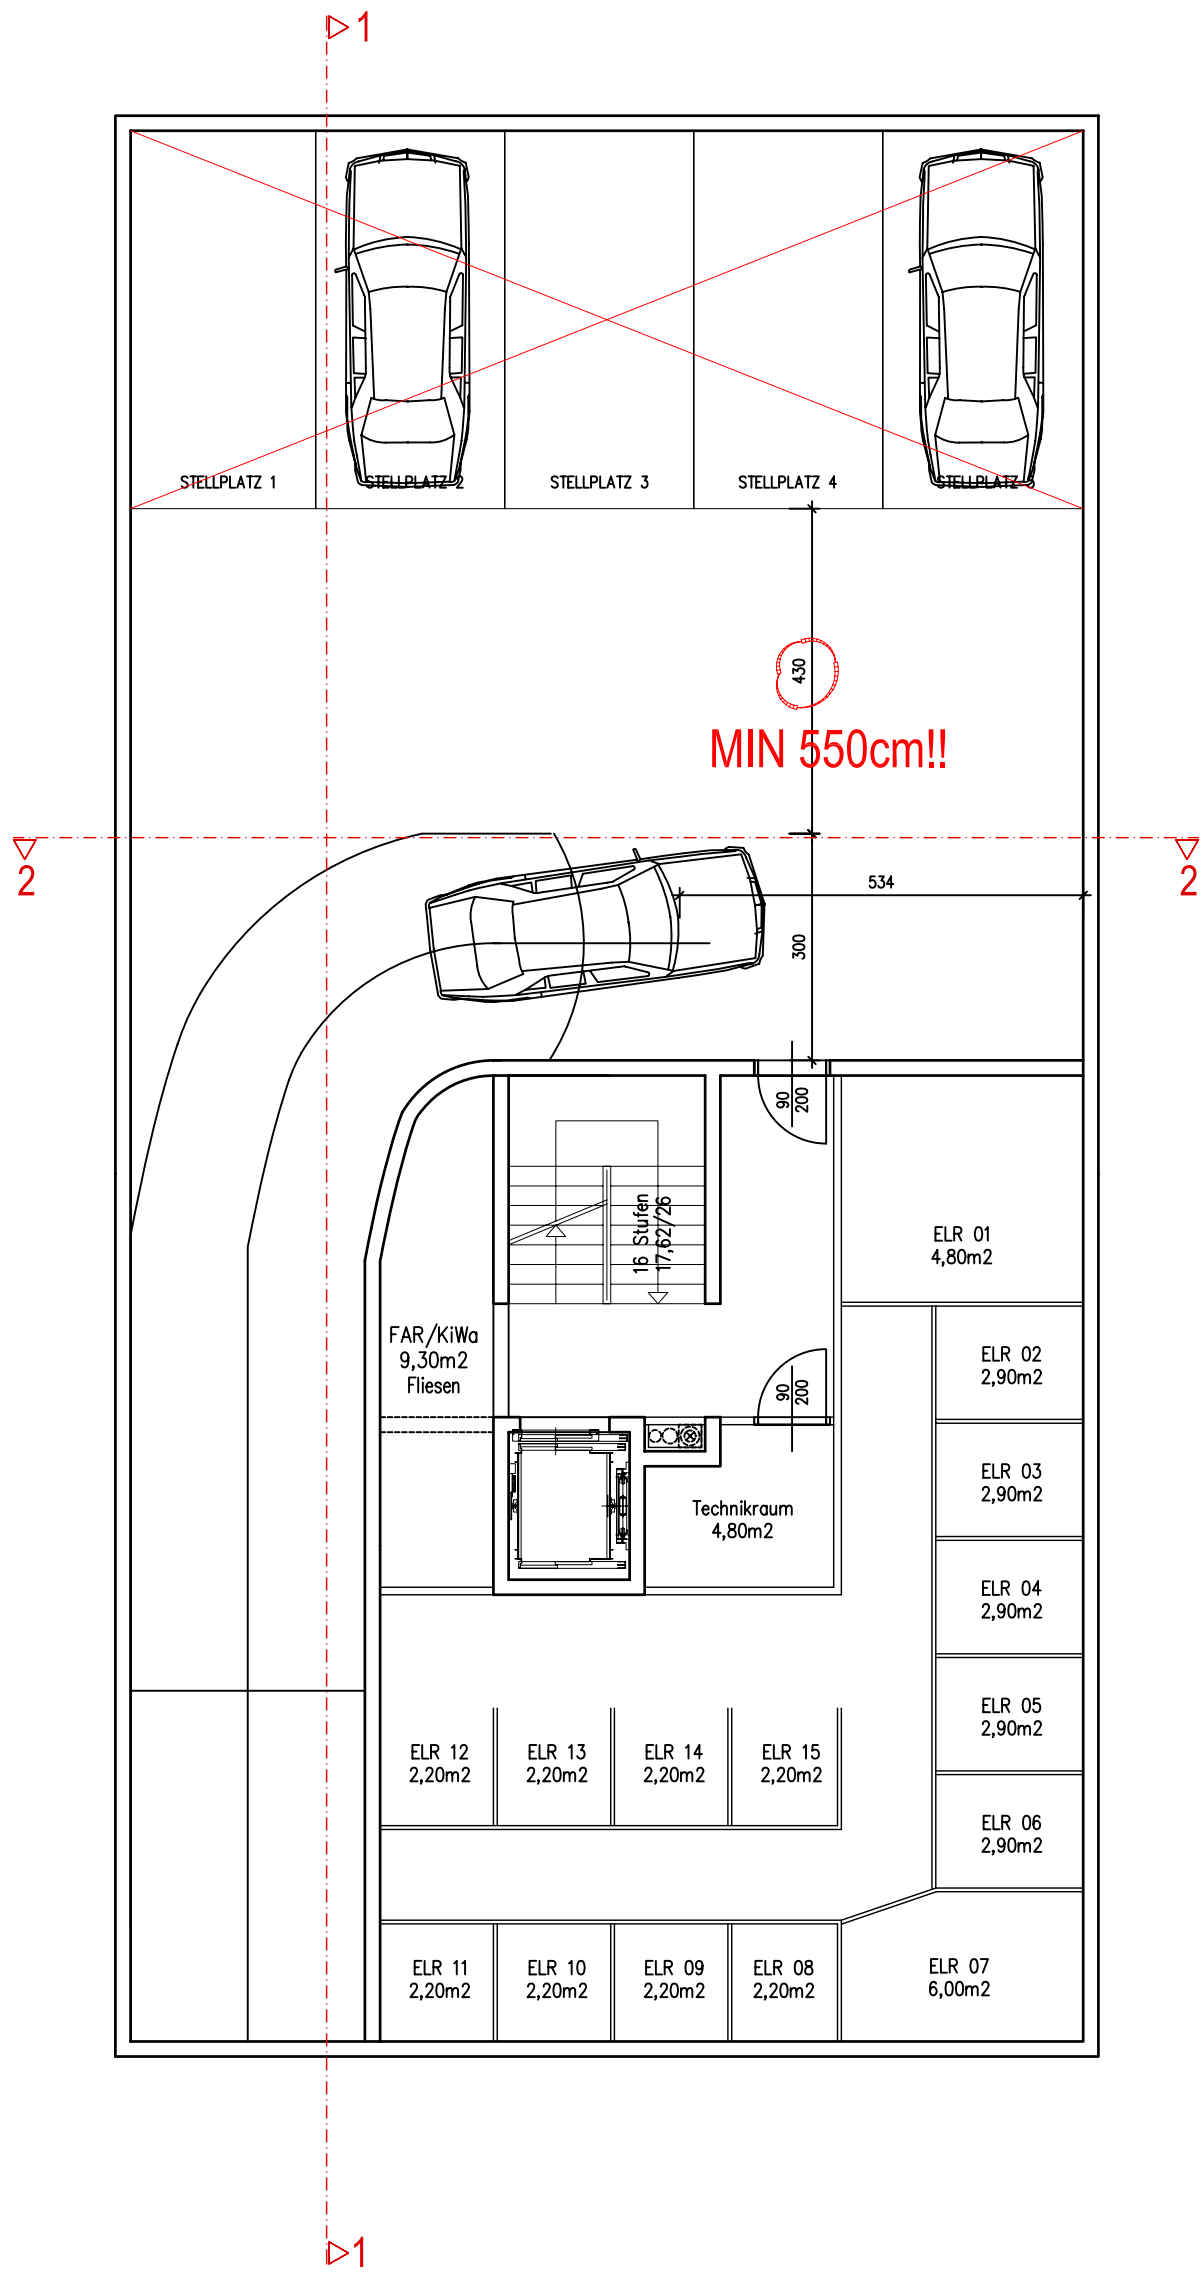 1
STELLPLATZ 1
STELLPLATZ 2
STELLPLATZ 3
STELLPLATZ 4
STELLPLATZ
430
MIN 550cm!!
2
2
534
300
90
200
16 Stufen
17,62/26
ELR 01
4,80m2
FAR/KiWa
9,30m2
Fliesen
ELR 02
2,90m2
90
200
ELR 03
2,90m2
Technikraum
4,80m2
ELR 04
2,90m2
ELR 05
2,90m2
ELR 12
2,20m2
ELR 13
2,20m2
ELR 14
2,20m2
ELR 15
2,20m2
ELR 06
2,90m2
ELR 11
2,20m2
ELR 10
2,20m2
ELR 09
2,20m2
ELR 08
2,20m2
ELR 07
6,00m2
1